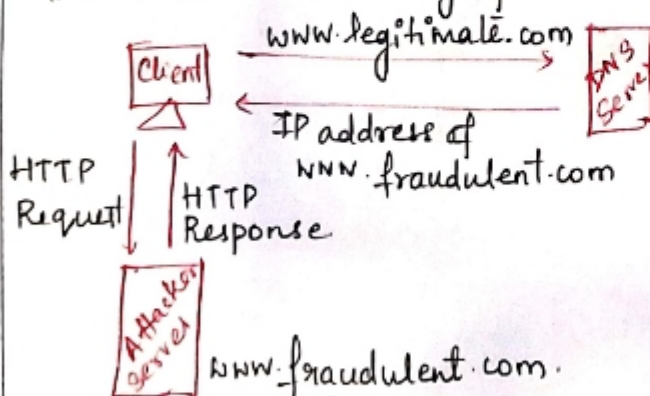 www.legitimate.com
Client
DNS
Server
IP address of
www.fraudulent.com
HTTP
Request
HTTP
Response
Attacker
Server
www.fraudulent.com.